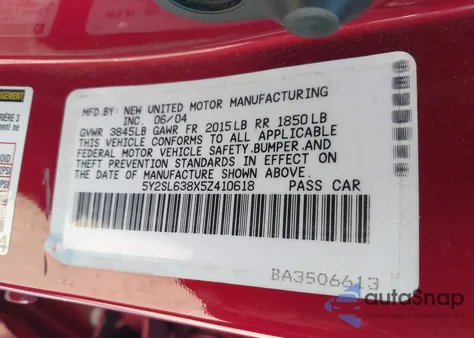 MFD. BY: NEW UNITED MOTOR MANUFACTURING
INC. 06/04
GVWR 3845LB GAWR FR 2015LB RR 1850LB
THIS VEHICLE CONFORMS TO ALL APPLICABLE
FEDERAL MOTOR VEHICLE SAFETY, BUMPER, AND
THEFT PREVENTION STANDARDS IN EFFECT ON
THE DATE OF MANUFACTURE SHOWN ABOVE.
5Y2SL638X5Z410618 PASS CAR
BA3506613
autoSnap